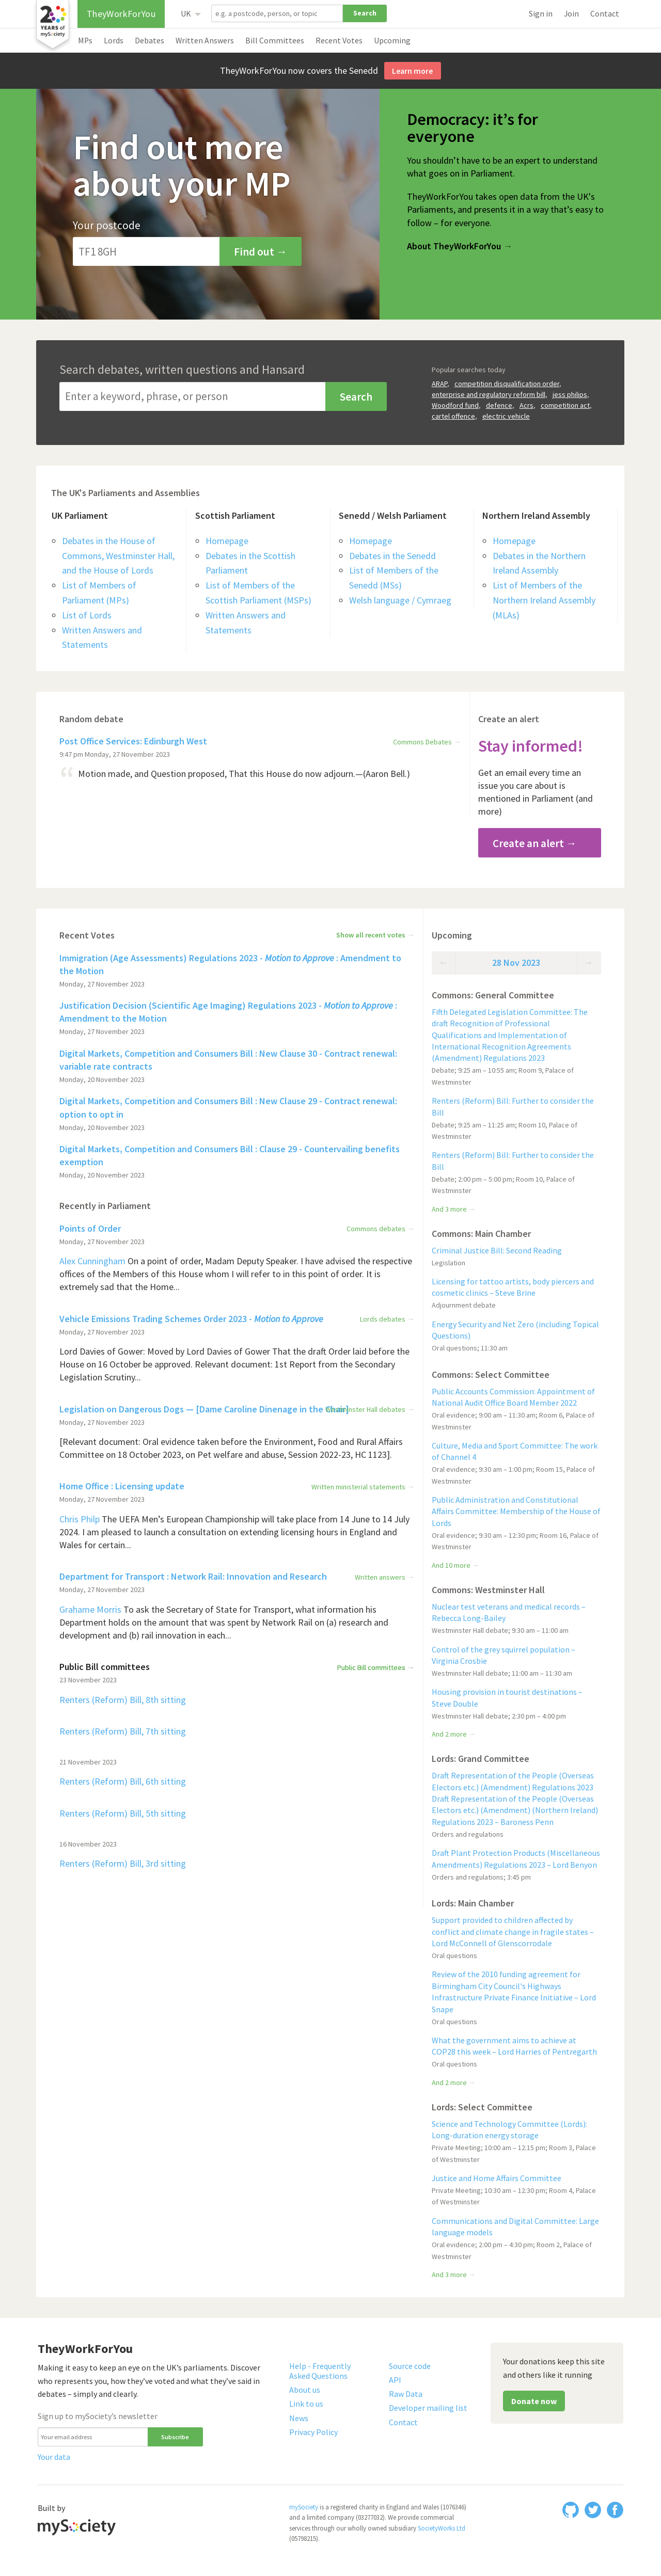 20
YEARS of
mySociety
TheyWorkForYou
UK
e.g. a postcode, person, or topic
Search
Sign in
Join
Contact
MPs
Lords
Debates
Written Answers
Bill Committees
Recent Votes
Upcoming
TheyWorkForYou now covers the Senedd
Learn more
Find out more
about your MP
Your postcode
TF1 8GH
Find out →
Democracy: it’s for
everyone
You shouldn’t have to be an expert to understand
what goes on in Parliament.
TheyWorkForYou takes open data from the UK’s
Parliaments, and presents it in a way that’s easy to
follow – for everyone.
About TheyWorkForYou →
Search debates, written questions and Hansard
Enter a keyword, phrase, or person
Search
Popular searches today
ARAP, competition disqualification order,
enterprise and regulatory reform bill, jess philips,
Woodford fund, defence, Acrs, competition act,
cartel offence, electric vehicle
The UK's Parliaments and Assemblies
UK Parliament
Debates in the House of
Commons, Westminster Hall,
and the House of Lords
List of Members of
Parliament (MPs)
List of Lords
Written Answers and
Statements
Scottish Parliament
Homepage
Debates in the Scottish
Parliament
List of Members of the
Scottish Parliament (MSPs)
Written Answers and
Statements
Senedd / Welsh Parliament
Homepage
Debates in the Senedd
List of Members of the
Senedd (MSs)
Welsh language / Cymraeg
Northern Ireland Assembly
Homepage
Debates in the Northern
Ireland Assembly
List of Members of the
Northern Ireland Assembly
(MLAs)
Random debate
Post Office Services: Edinburgh West
Commons Debates →
9:47 pm Monday, 27 November 2023
“ Motion made, and Question proposed, That this House do now adjourn.—(Aaron Bell.)
Create an alert
Stay informed!
Get an email every time an
issue you care about is
mentioned in Parliament (and
more)
Create an alert →
Recent Votes
Show all recent votes →
Immigration (Age Assessments) Regulations 2023 - Motion to Approve : Amendment to
the Motion
Monday, 27 November 2023
Justification Decision (Scientific Age Imaging) Regulations 2023 - Motion to Approve :
Amendment to the Motion
Monday, 27 November 2023
Digital Markets, Competition and Consumers Bill : New Clause 30 - Contract renewal:
variable rate contracts
Monday, 20 November 2023
Digital Markets, Competition and Consumers Bill : New Clause 29 - Contract renewal:
option to opt in
Monday, 20 November 2023
Digital Markets, Competition and Consumers Bill : Clause 29 - Countervailing benefits
exemption
Monday, 20 November 2023
Recently in Parliament
Points of Order
Commons debates →
Monday, 27 November 2023
Alex Cunningham On a point of order, Madam Deputy Speaker. I have advised the respective
offices of the Members of this House whom I will refer to in this point of order. It is
extremely sad that the Home...
Vehicle Emissions Trading Schemes Order 2023 - Motion to Approve
Lords debates →
Monday, 27 November 2023
Lord Davies of Gower: Moved by Lord Davies of Gower That the draft Order laid before the
House on 16 October be approved. Relevant document: 1st Report from the Secondary
Legislation Scrutiny...
Legislation on Dangerous Dogs — [Dame Caroline Dinenage in the Chair]
Westminster Hall debates →
Monday, 27 November 2023
[Relevant document: Oral evidence taken before the Environment, Food and Rural Affairs
Committee on 18 October 2023, on Pet welfare and abuse, Session 2022-23, HC 1123].
Home Office : Licensing update
Written ministerial statements →
Monday, 27 November 2023
Chris Philp The UEFA Men’s European Championship will take place from 14 June to 14 July
2024. I am pleased to launch a consultation on extending licensing hours in England and
Wales for certain...
Department for Transport : Network Rail: Innovation and Research
Written answers →
Monday, 27 November 2023
Grahame Morris To ask the Secretary of State for Transport, what information his
Department holds on the amount that was spent by Network Rail on (a) research and
development and (b) rail innovation in each...
Public Bill committees
Public Bill committees →
23 November 2023
Renters (Reform) Bill, 8th sitting
Renters (Reform) Bill, 7th sitting
21 November 2023
Renters (Reform) Bill, 6th sitting
Renters (Reform) Bill, 5th sitting
16 November 2023
Renters (Reform) Bill, 3rd sitting
Upcoming
← 28 Nov 2023 →
Commons: General Committee
Fifth Delegated Legislation Committee: The
draft Recognition of Professional
Qualifications and Implementation of
International Recognition Agreements
(Amendment) Regulations 2023
Debate; 9:25 am – 10:55 am; Room 9, Palace of
Westminster
Renters (Reform) Bill: Further to consider the
Bill
Debate; 9:25 am – 11:25 am; Room 10, Palace of
Westminster
Renters (Reform) Bill: Further to consider the
Bill
Debate; 2:00 pm – 5:00 pm; Room 10, Palace of
Westminster
And 3 more →
Commons: Main Chamber
Criminal Justice Bill: Second Reading
Legislation
Licensing for tattoo artists, body piercers and
cosmetic clinics – Steve Brine
Adjournment debate
Energy Security and Net Zero (including Topical
Questions)
Oral questions; 11:30 am
Commons: Select Committee
Public Accounts Commission: Appointment of
National Audit Office Board Member 2022
Oral evidence; 9:00 am – 11:30 am; Room 6, Palace of
Westminster
Culture, Media and Sport Committee: The work
of Channel 4
Oral evidence; 9:30 am – 1:00 pm; Room 15, Palace of
Westminster
Public Administration and Constitutional
Affairs Committee: Membership of the House of
Lords
Oral evidence; 9:30 am – 12:30 pm; Room 16, Palace of
Westminster
And 10 more →
Commons: Westminster Hall
Nuclear test veterans and medical records –
Rebecca Long-Bailey
Westminster Hall debate; 9:30 am – 11:00 am
Control of the grey squirrel population –
Virginia Crosbie
Westminster Hall debate; 11:00 am – 11:30 am
Housing provision in tourist destinations –
Steve Double
Westminster Hall debate; 2:30 pm – 4:00 pm
And 2 more →
Lords: Grand Committee
Draft Representation of the People (Overseas
Electors etc.) (Amendment) Regulations 2023
Draft Representation of the People (Overseas
Electors etc.) (Amendment) (Northern Ireland)
Regulations 2023 – Baroness Penn
Orders and regulations
Draft Plant Protection Products (Miscellaneous
Amendments) Regulations 2023 – Lord Benyon
Orders and regulations; 3:45 pm
Lords: Main Chamber
Support provided to children affected by
conflict and climate change in fragile states –
Lord McConnell of Glenscorrodale
Oral questions
Review of the 2010 funding agreement for
Birmingham City Council's Highways
Infrastructure Private Finance Initiative – Lord
Snape
Oral questions
What the government aims to achieve at
COP28 this week – Lord Harries of Pentregarth
Oral questions
And 2 more →
Lords: Select Committee
Science and Technology Committee (Lords):
Long-duration energy storage
Private Meeting; 10:00 am – 12:15 pm; Room 3, Palace
of Westminster
Justice and Home Affairs Committee
Private Meeting; 10:30 am – 12:30 pm; Room 4, Palace
of Westminster
Communications and Digital Committee: Large
language models
Oral evidence; 2:00 pm – 4:30 pm; Room 2, Palace of
Westminster
And 3 more →
TheyWorkForYou
Making it easy to keep an eye on the UK’s parliaments. Discover
who represents you, how they’ve voted and what they’ve said in
debates – simply and clearly.
Sign up to mySociety’s newsletter
Your email address
Subscribe
Your data
Help - Frequently
Asked Questions
About us
Link to us
News
Privacy Policy
Source code
API
Raw Data
Developer mailing list
Contact
Your donations keep this site
and others like it running
Donate now
Built by
mySociety
mySociety is a registered charity in England and Wales (1076346)
and a limited company (03277032). We provide commercial
services through our wholly owned subsidiary SocietyWorks Ltd
(05798215).